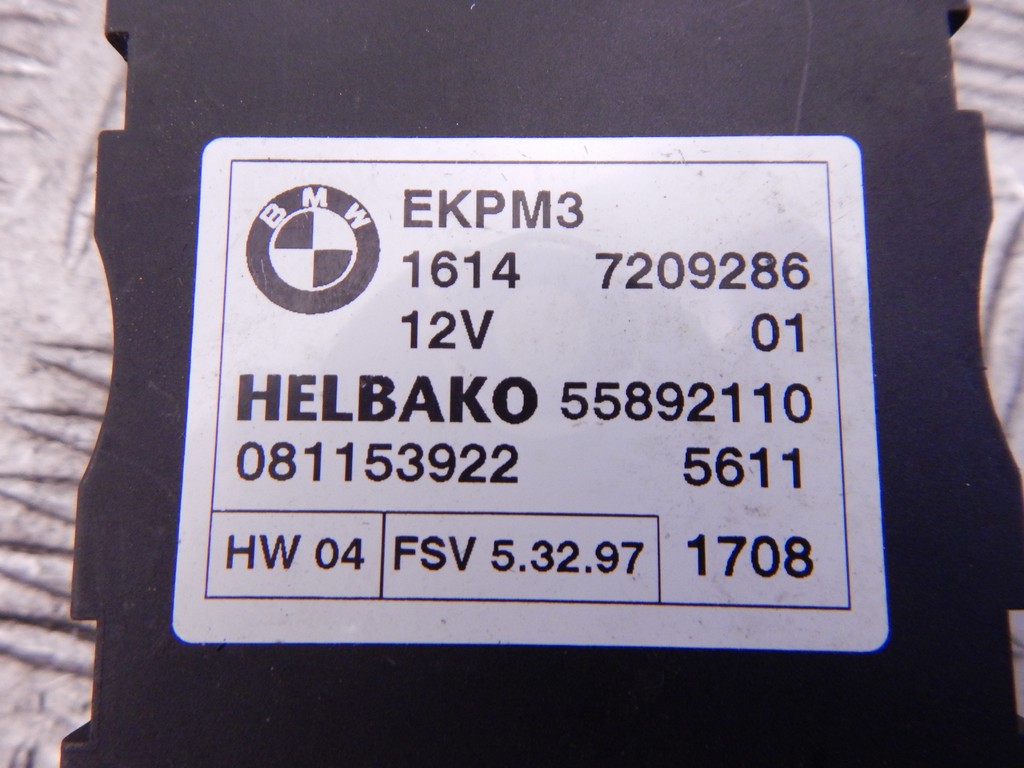 BMW
EKPM3
1614 7209286
12V 01
HELBAKO 55892110
081153922 5611
HW 04 FSV 5.32.97 1708